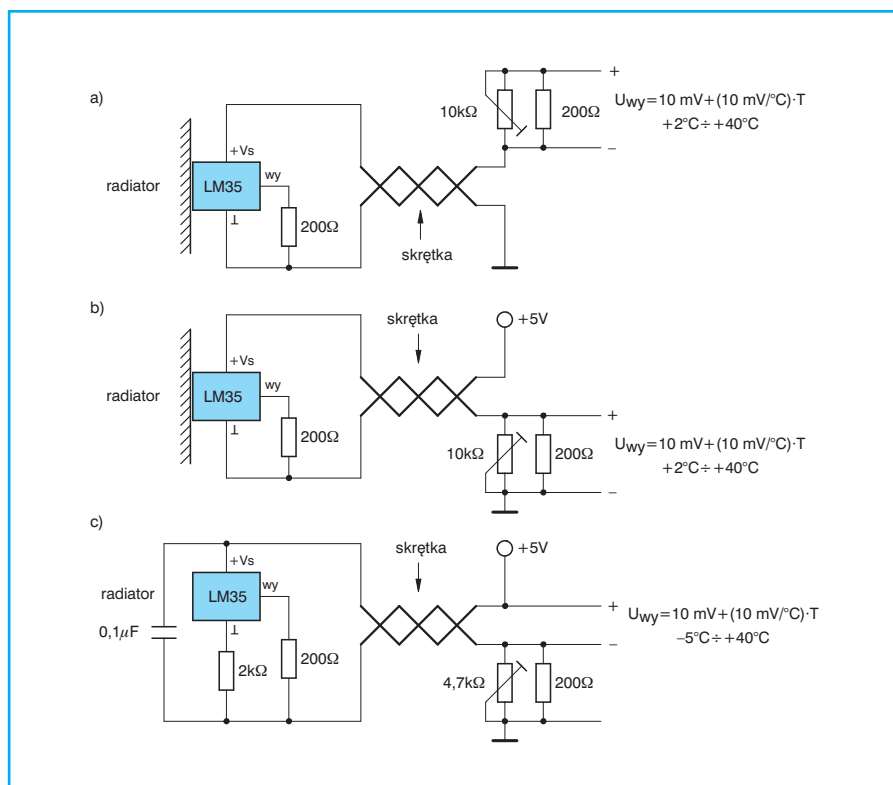 a)
+
10kΩ
200Ω
Uwy=10 mV+(10 mV/°C)·T
+2°C÷+40°C
−
+Vs
radiator
LM35
wy
⊥
200Ω
skrętka
b)
skrętka
+5V
+Vs
radiator
LM35
wy
⊥
200Ω
+
10kΩ
200Ω
Uwy=10 mV+(10 mV/°C)·T
+2°C÷+40°C
−
c)
skrętka
+5V
+Vs
radiator
LM35
wy
0,1μF
⊥
2kΩ
200Ω
+
Uwy=10 mV+(10 mV/°C)·T
−5°C÷+40°C
−
4,7kΩ
200Ω